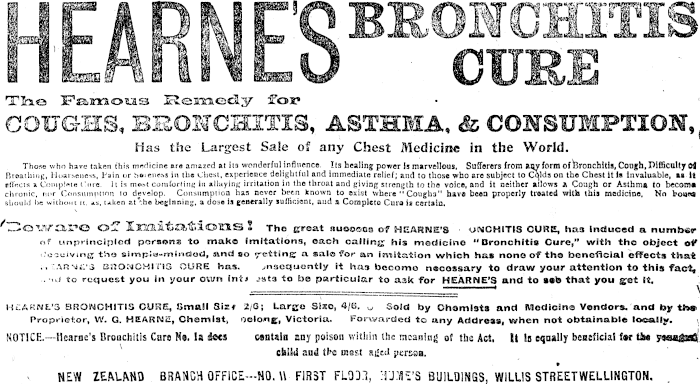 HEARNE'S BRONCHITIS
CURE
The Famous Remedy for
COUGHS, BRONCHITIS, ASTHMA, & CONSUMPTION,
Has the Largest Sale of any Chest Medicine in the World.
Those who have taken this medicine are amazed at its wonderful influence. Its healing power is marvellous. Sufferers from any form of Bronchitis, Cough, Difficulty of
Breathing, Hoarseness, Pain or Soreness in the Chest, experience delightful and immediate relief; and to those who are subject to Colds on the Chest it is invaluable, as it
effects a Complete Cure. It is most comforting in allaying irritation in the throat and giving strength to the voice, and it neither allows a Cough or Asthma to become
chronic, nor Consumption to develop. Consumption has never been known to exist where "Coughs" have been properly treated with this medicine. No house
should be without it, as, taken at the beginning, a dose is generally sufficient, and a Complete Cure is certain.
Beware of Imitations! The great success of HEARNE'S ONCHITIS CURE, has induced a number
of unprincipled persons to make imitations, each calling his medicine "Bronchitis Cure," with the object of
deceiving the simple-minded, and so getting a sale for an imitation which has none of the beneficial effects that
HEARNE'S BRONCHITIS CURE has. onsequently it has become necessary to draw your attention to this fact,
and to request you in your own inte ests to be particular to ask for HEARNE'S and to see that you get it.
HEARNE'S BRONCHITIS CURE, Small Size 2/6; Large Size, 4/6. Sold by Chemists and Medicine Vendors, and by the
Proprietor, W. G. HEARNE, Chemist, eelong, Victoria. Forwarded to any Address, when not obtainable locally.
NOTICE.—Hearne's Bronchitis Cure No. 1a does contain any poison within the meaning of the Act. It is equally beneficial for the youngest
child and the most aged person.
NEW ZEALAND BRANCH OFFICE---NO. 11 FIRST FLOOR, HUME'S BUILDINGS, WILLIS STREET WELLINGTON.